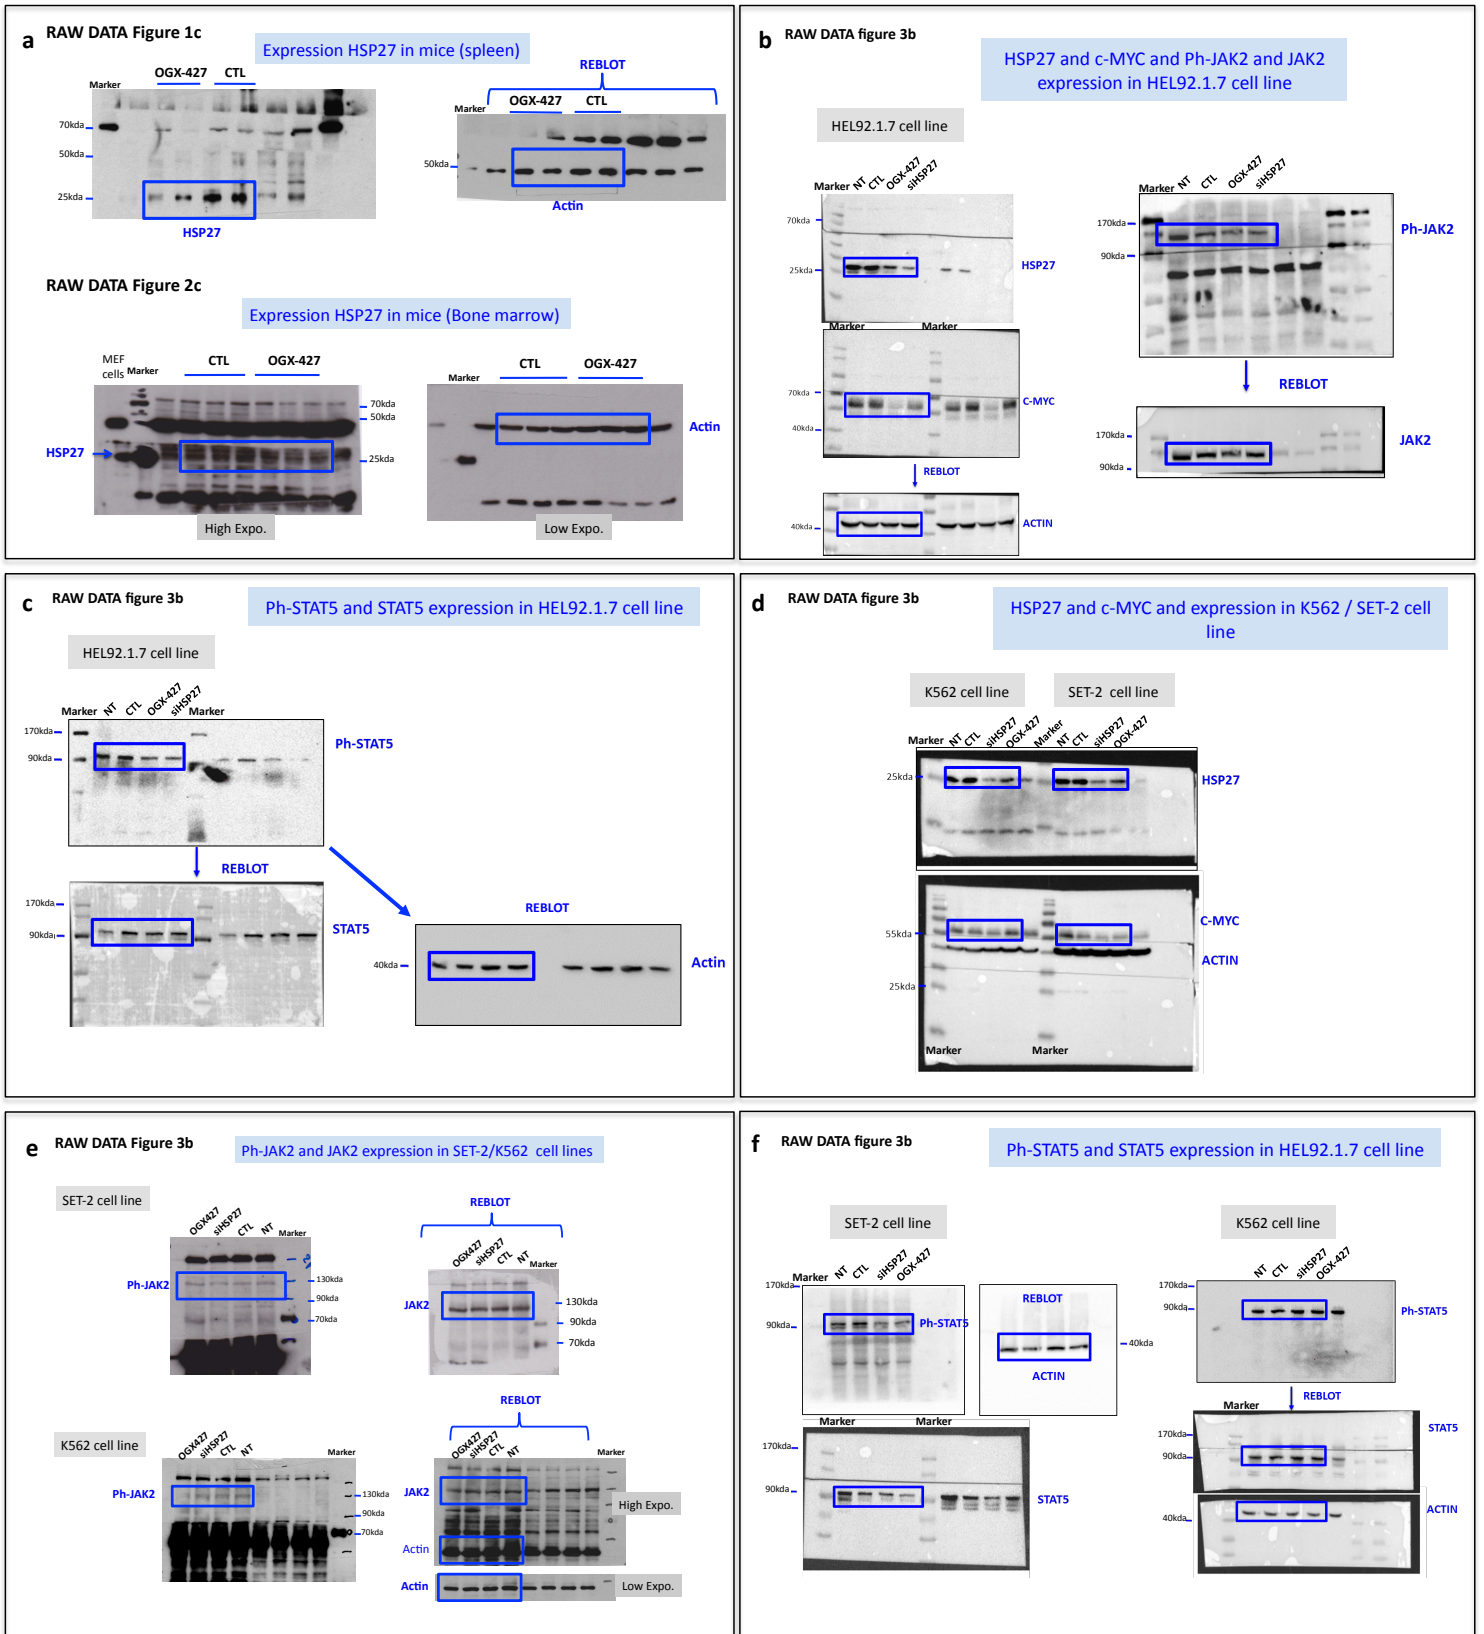 a
RAW DATA Figure 1c
Expression HSP27 in mice (spleen)
OGX-427
CTL
Marker
70kda
50kda
25kda
HSP27
REBLOT
OGX-427
CTL
Marker
50kda
Actin
RAW DATA Figure 2c
Expression HSP27 in mice (Bone marrow)
MEF
cells
Marker
CTL
OGX-427
70kda
50kda
25kda
HSP27
High Expo.
Marker
CTL
OGX-427
Actin
Low Expo.
b
RAW DATA figure 3b
HSP27 and c-MYC and Ph-JAK2 and JAK2
expression in HEL92.1.7 cell line
HEL92.1.7 cell line
Marker
NT
CTL
OGX-427
siHSP27
70kda
25kda
HSP27
Marker
Marker
70kda
40kda
C-MYC
REBLOT
40kda
ACTIN
Marker
NT
CTL
OGX-427
siHSP27
170kda
90kda
Ph-JAK2
REBLOT
170kda
90kda
JAK2
c
RAW DATA figure 3b
Ph-STAT5 and STAT5 expression in HEL92.1.7 cell line
HEL92.1.7 cell line
Marker
NT
CTL
OGX-427
siHSP27
Marker
170kda
90kda
Ph-STAT5
REBLOT
170kda
90kda
STAT5
REBLOT
40kda
Actin
d
RAW DATA figure 3b
HSP27 and c-MYC and expression in K562 / SET-2 cell
line
K562 cell line
SET-2 cell line
Marker
NT
CTL
siHSP27
OGX-427
Marker
NT
CTL
siHSP27
OGX-427
25kda
HSP27
C-MYC
55kda
ACTIN
25kda
Marker
Marker
e
RAW DATA Figure 3b
Ph-JAK2 and JAK2 expression in SET-2/K562 cell lines
SET-2 cell line
OGX427
siHSP27
CTL
NT
Marker
Ph-JAK2
130kda
90kda
70kda
REBLOT
OGX427
siHSP27
CTL
NT
Marker
JAK2
130kda
90kda
70kda
K562 cell line
OGX427
siHSP27
CTL
NT
Marker
Ph-JAK2
130kda
90kda
70kda
REBLOT
OGX427
siHSP27
CTL
NT
Marker
JAK2
High Expo.
Actin
Actin
Low Expo.
f
RAW DATA figure 3b
Ph-STAT5 and STAT5 expression in HEL92.1.7 cell line
SET-2 cell line
K562 cell line
Marker
NT
CTL
siHSP27
OGX-427
170kda
90kda
Ph-STAT5
REBLOT
40kda
ACTIN
Marker
Marker
170kda
90kda
STAT5
NT
CTL
siHSP27
OGX-427
170kda
90kda
Ph-STAT5
REBLOT
Marker
170kda
90kda
STAT5
40kda
ACTIN